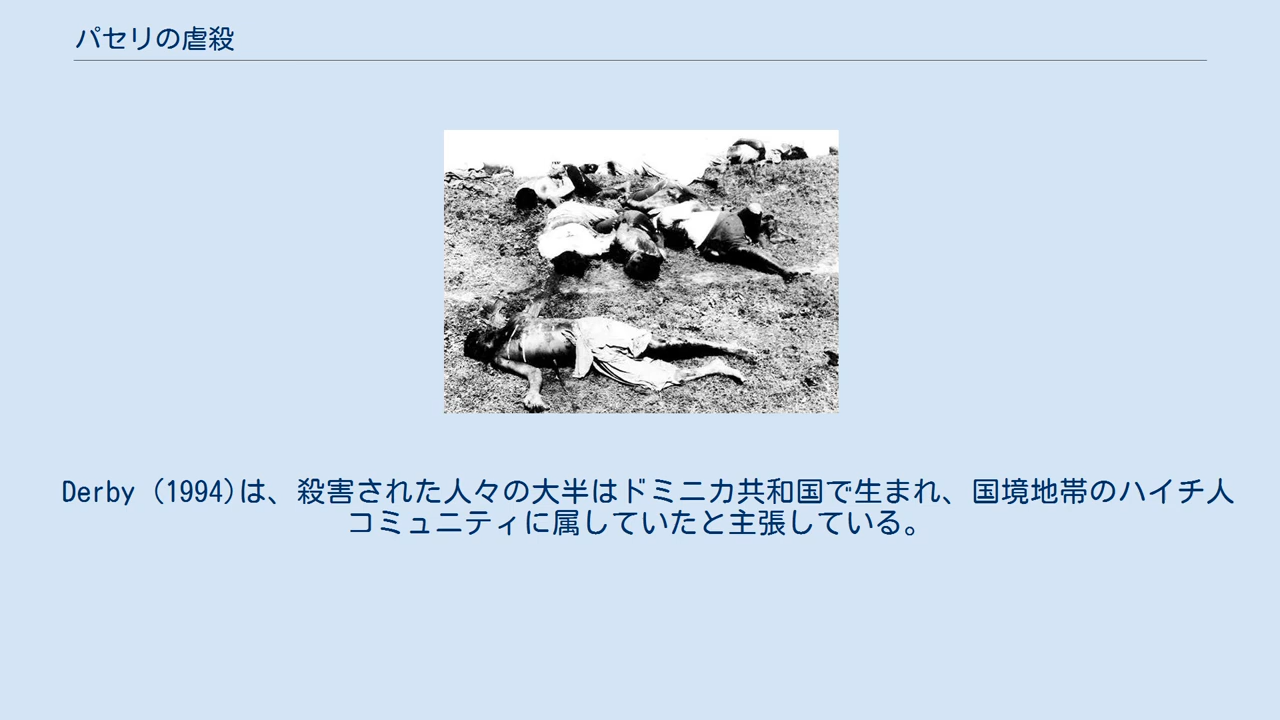 パセリの虐殺
Derby (1994)は、殺害された人々の大半はドミニカ共和国で生まれ、国境地帯のハイチ人
コミュニティに属していたと主張している。